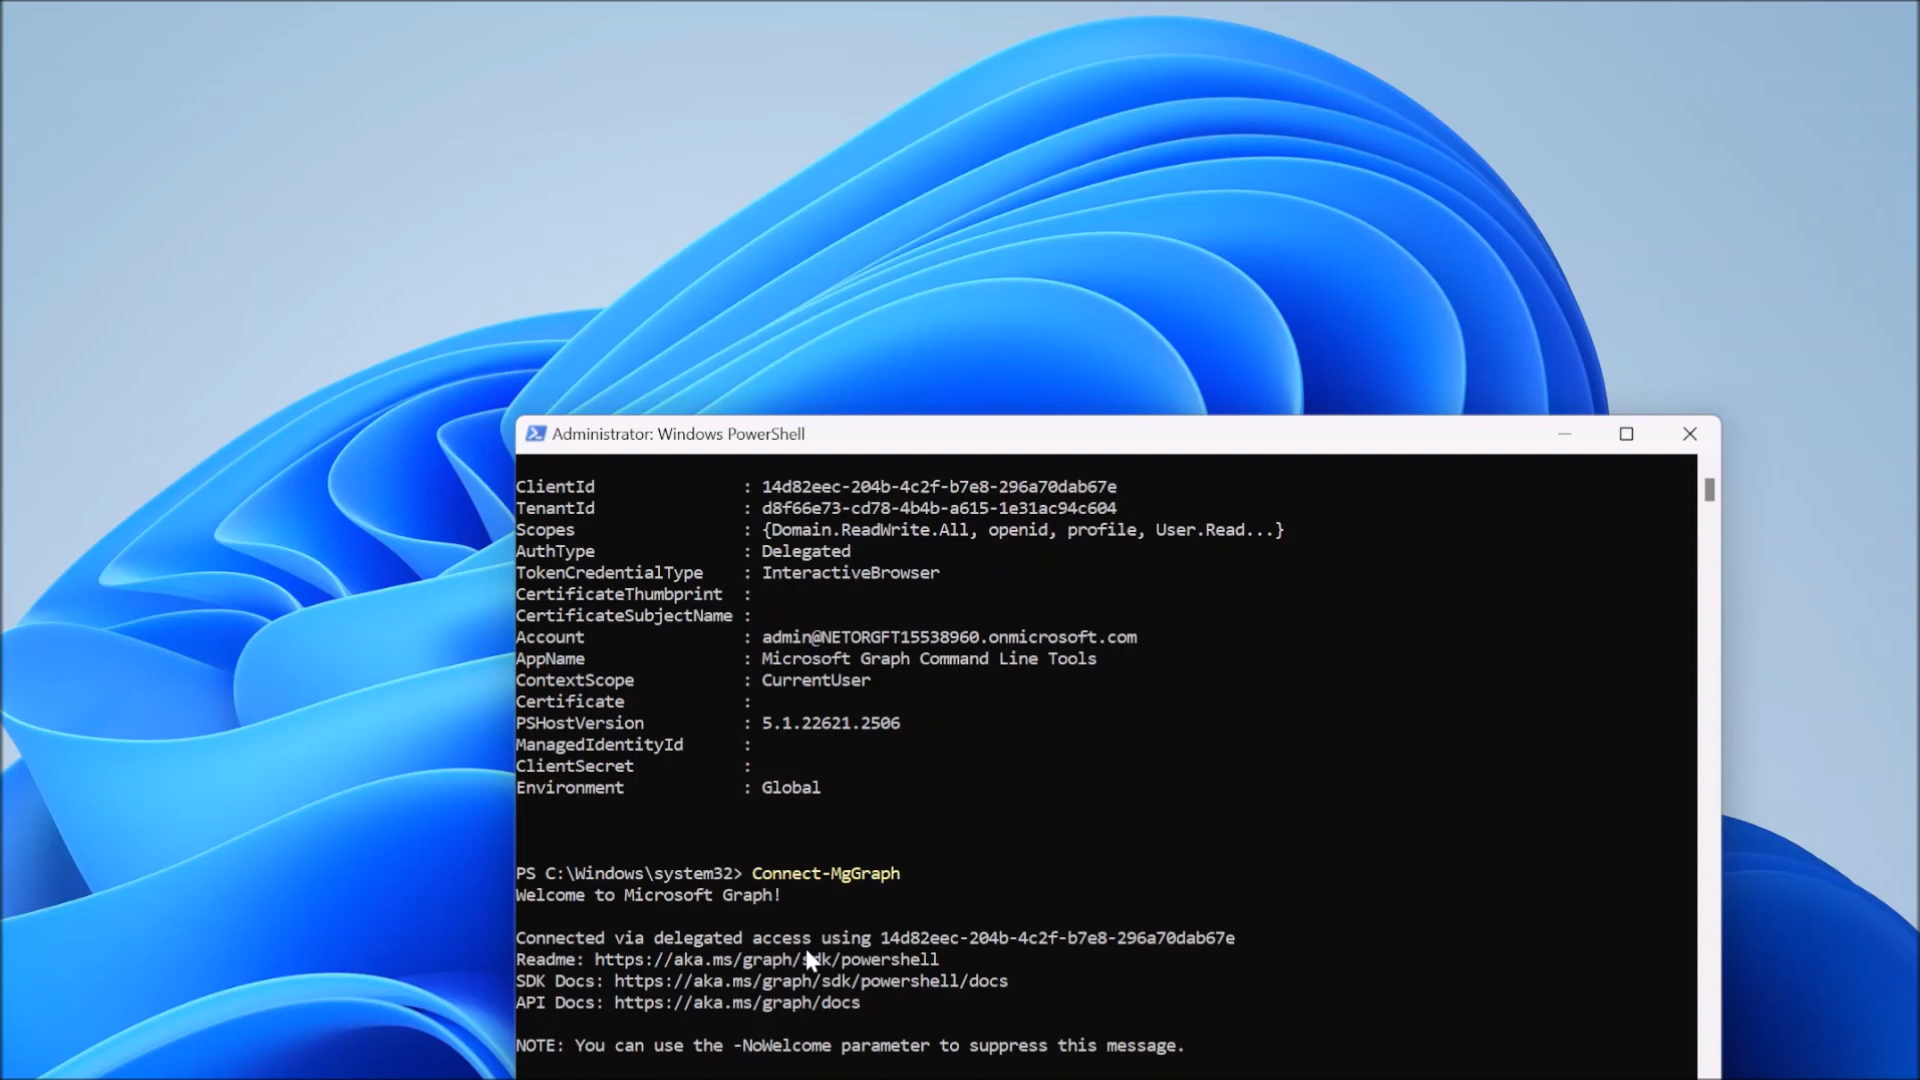 Administrator: Windows PowerShell
ClientId : 14d82eec-204b-4c2f-b7e8-296a70dab67e
TenantId : d8f66e73-cd78-4b4b-a615-1e31ac94c604
Scopes : {Domain.ReadWrite.All, openid, profile, User.Read...}
AuthType : Delegated
TokenCredentialType : InteractiveBrowser
CertificateThumbprint :
CertificateSubjectName :
Account : admin@NETORGFT15538960.onmicrosoft.com
AppName : Microsoft Graph Command Line Tools
ContextScope : CurrentUser
Certificate :
PSHostVersion : 5.1.22621.2506
ManagedIdentityId :
ClientSecret :
Environment : Global
PS C:\Windows\system32> Connect-MgGraph
Welcome to Microsoft Graph!
Connected via delegated access using 14d82eec-204b-4c2f-b7e8-296a70dab67e
Readme: https://aka.ms/graph/sdk/powershell
SDK Docs: https://aka.ms/graph/sdk/powershell/docs
API Docs: https://aka.ms/graph/docs
NOTE: You can use the -NoWelcome parameter to suppress this message.